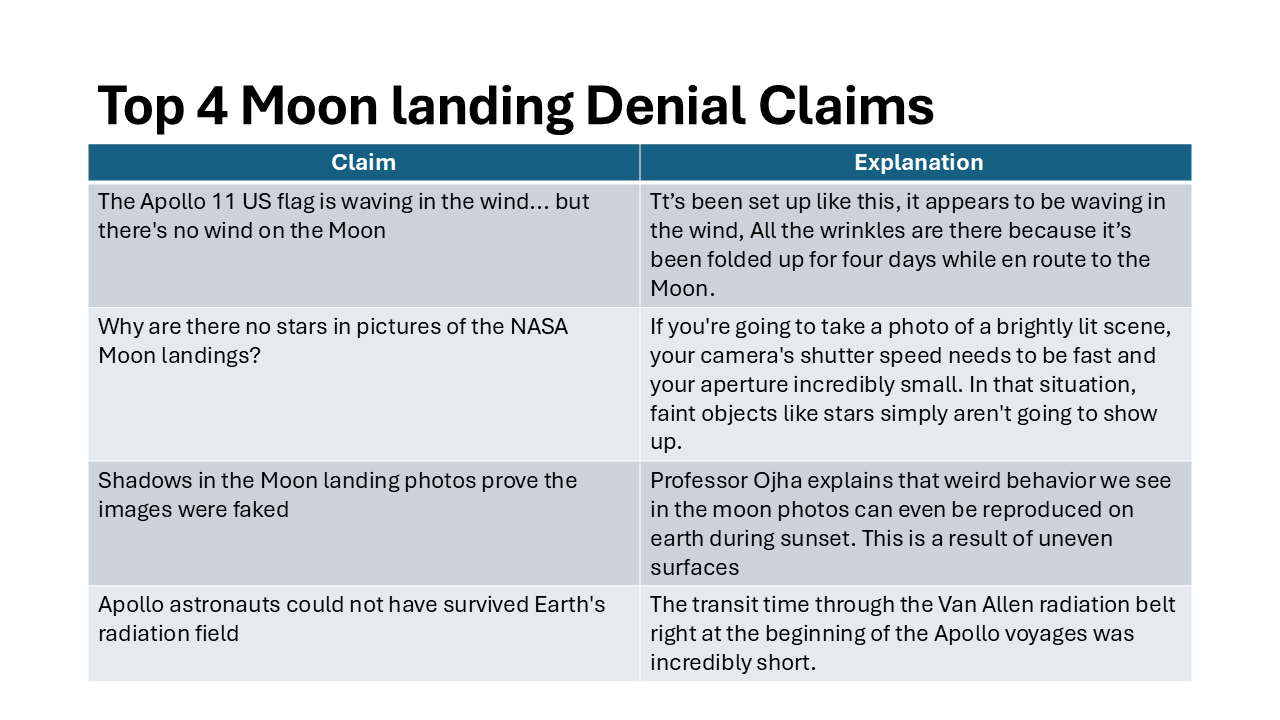 Top 4 Moon landing Denial Claims
Claim
Explanation
The Apollo 11 US flag is waving in the wind... but
there's no wind on the Moon
Tt’s been set up like this, it appears to be waving in
the wind, All the wrinkles are there because it’s
been folded up for four days while en route to the
Moon.
Why are there no stars in pictures of the NASA
Moon landings?
If you're going to take a photo of a brightly lit scene,
your camera's shutter speed needs to be fast and
your aperture incredibly small. In that situation,
faint objects like stars simply aren't going to show
up.
Shadows in the Moon landing photos prove the
images were faked
Professor Ojha explains that weird behavior we see
in the moon photos can even be reproduced on
earth during sunset. This is a result of uneven
surfaces
Apollo astronauts could not have survived Earth's
radiation field
The transit time through the Van Allen radiation belt
right at the beginning of the Apollo voyages was
incredibly short.